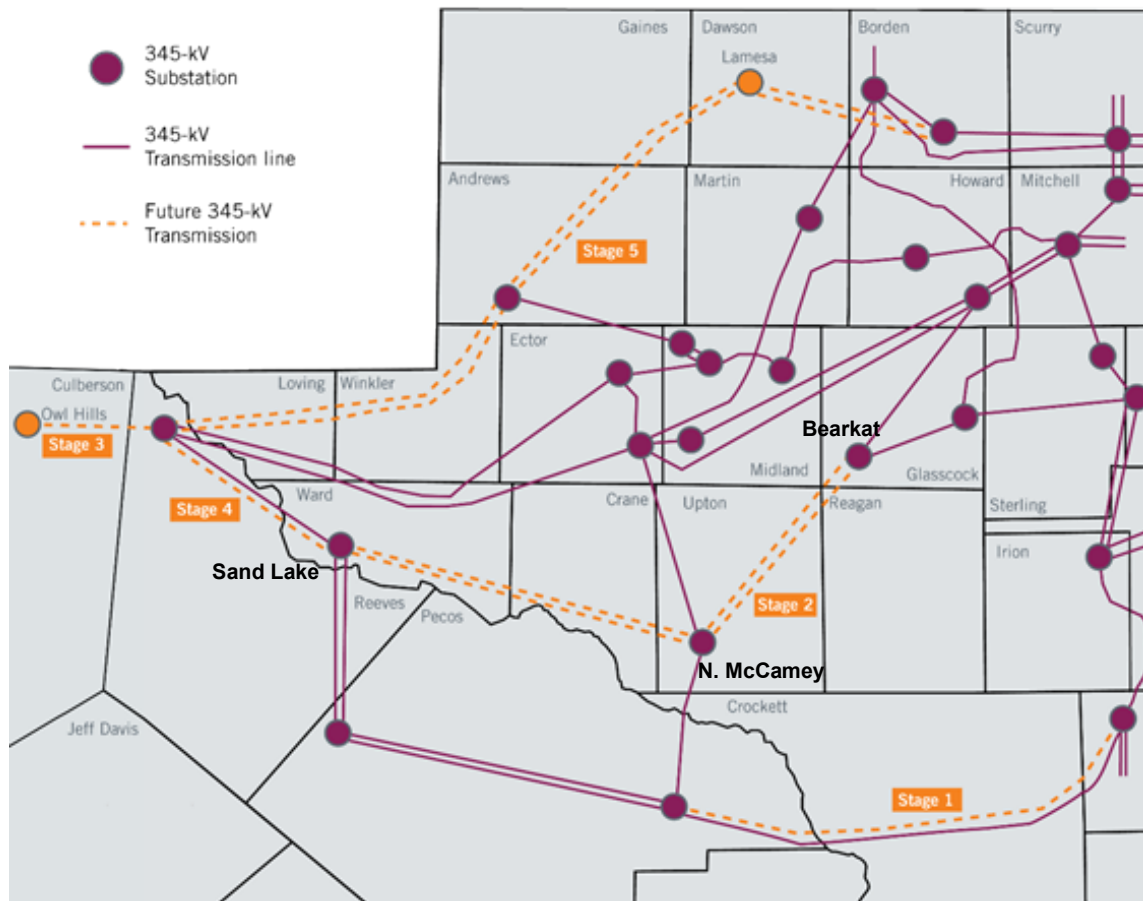 345-kV
Substation
345-kV
Transmission line
Future 345-kV
Transmission
Gaines
Dawson
Borden
Scurry
Lamesa
Andrews
Martin
Howard
Mitchell
Stage 5
Ector
Culberson
Loving
Winkler
Owl Hills
Stage 3
Bearkat
Midland
Glasscock
Ward
Crane
Upton
Reagan
Sterling
Stage 4
Irion
Sand Lake
Reeves
Pecos
Stage 2
N. McCamey
Crockett
Jeff Davis
Stage 1